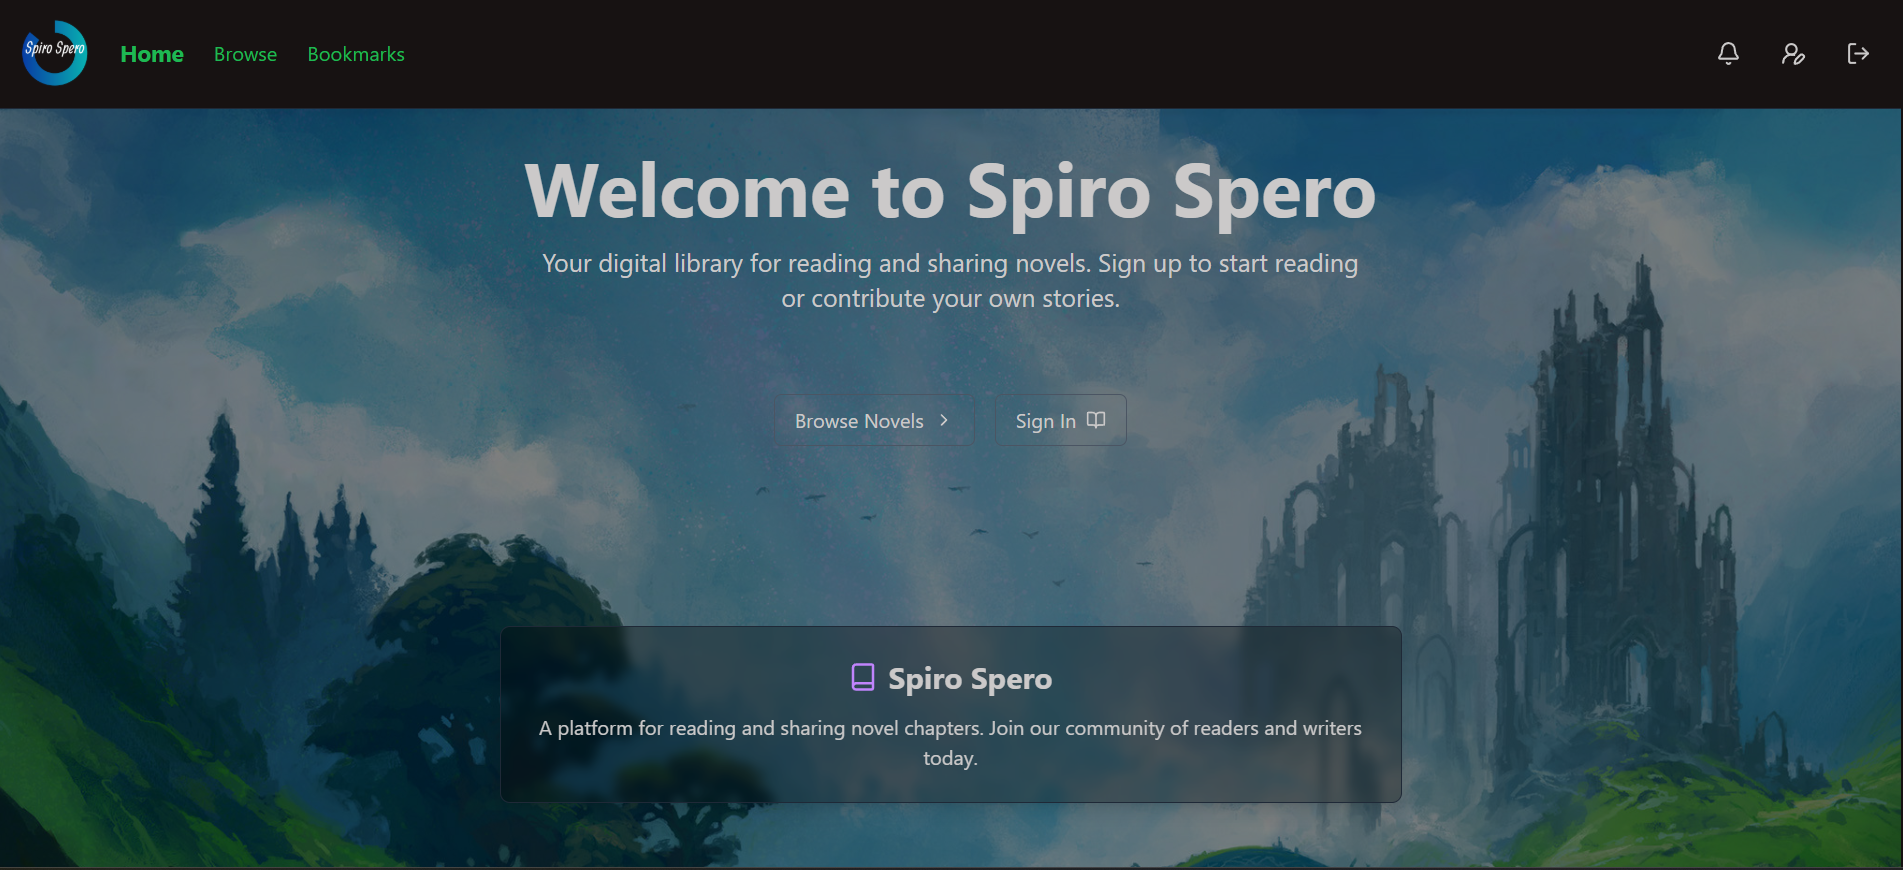 Spiro Spero
Home
Browse
Bookmarks
Welcome to Spiro Spero
Your digital library for reading and sharing novels. Sign up to start reading
or contribute your own stories.
Browse Novels
Sign In
Spiro Spero
A platform for reading and sharing novel chapters. Join our community of readers and writers
today.